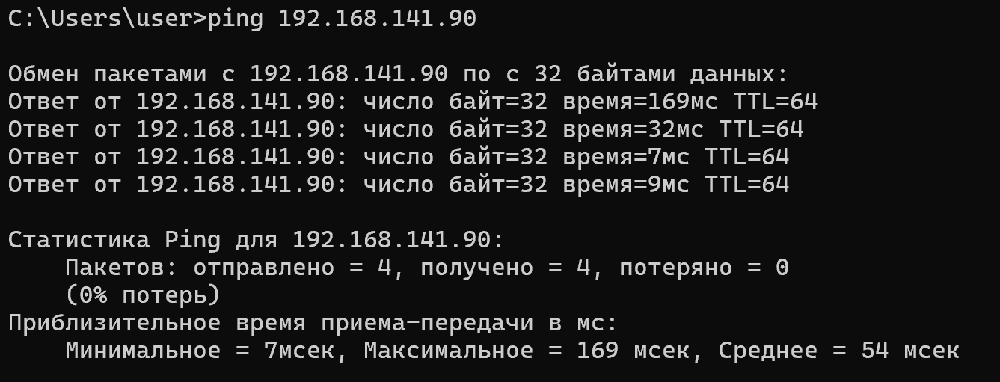 C:\Users\user>ping 192.168.141.90
Обмен пакетами с 192.168.141.90 по с 32 байтами данных:
Ответ от 192.168.141.90: число байт=32 время=169мс TTL=64
Ответ от 192.168.141.90: число байт=32 время=32мс TTL=64
Ответ от 192.168.141.90: число байт=32 время=7мс TTL=64
Ответ от 192.168.141.90: число байт=32 время=9мс TTL=64
Статистика Ping для 192.168.141.90:
Пакетов: отправлено = 4, получено = 4, потеряно = 0
(0% потерь)
Приблизительное время приема-передачи в мс:
Минимальное = 7мсек, Максимальное = 169 мсек, Среднее = 54 мсек